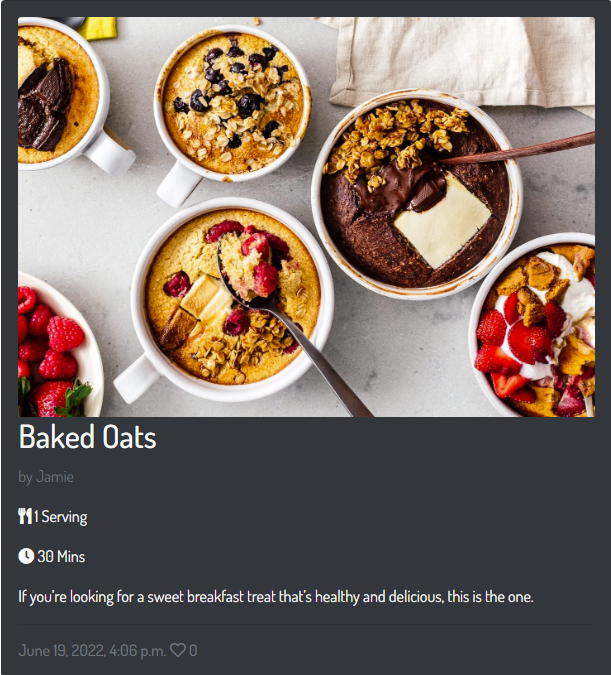 Baked Oats
by Jamie
1 Serving
30 Mins
If you're looking for a sweet breakfast treat that's healthy and delicious, this is the one.
June 19, 2022, 4:06 p.m. 0